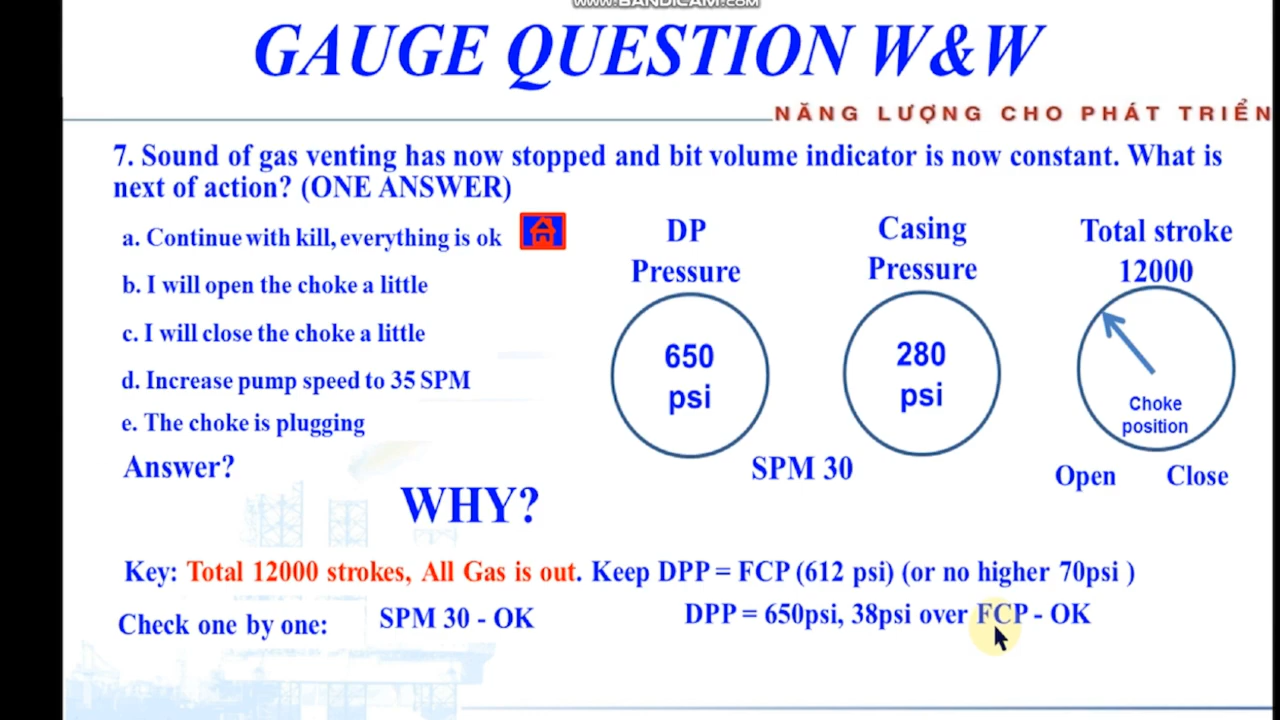 www.BANDICAM.com
GAUGE QUESTION W&W
NĂNG LƯỢNG CHO PHÁT TRIỂN
7. Sound of gas venting has now stopped and bit volume indicator is now constant. What is
next of action? (ONE ANSWER)
a. Continue with kill, everything is ok
b. I will open the choke a little
c. I will close the choke a little
d. Increase pump speed to 35 SPM
e. The choke is plugging
Answer?
WHY?
DP
Pressure
650
psi
Casing
Pressure
280
psi
SPM 30
Total stroke
12000
Choke
position
Open Close
Key: Total 12000 strokes, All Gas is out. Keep DPP = FCP (612 psi) (or no higher 70psi )
Check one by one: SPM 30 - OK DPP = 650psi, 38psi over FCP - OK